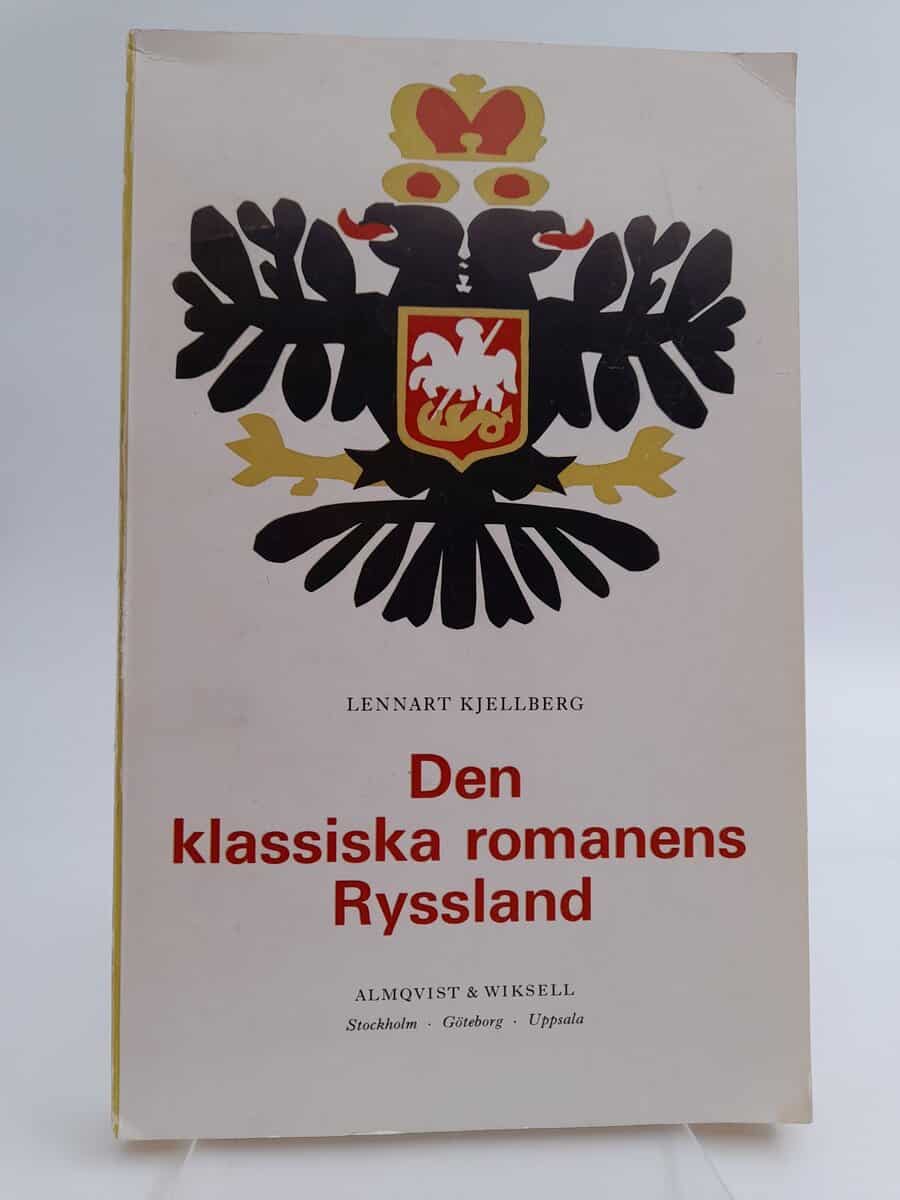 LENNART KJELLBERG
Den
klassiska romanens
Ryssland
ALMQVIST & WIKSELL
Stockholm · Göteborg · Uppsala